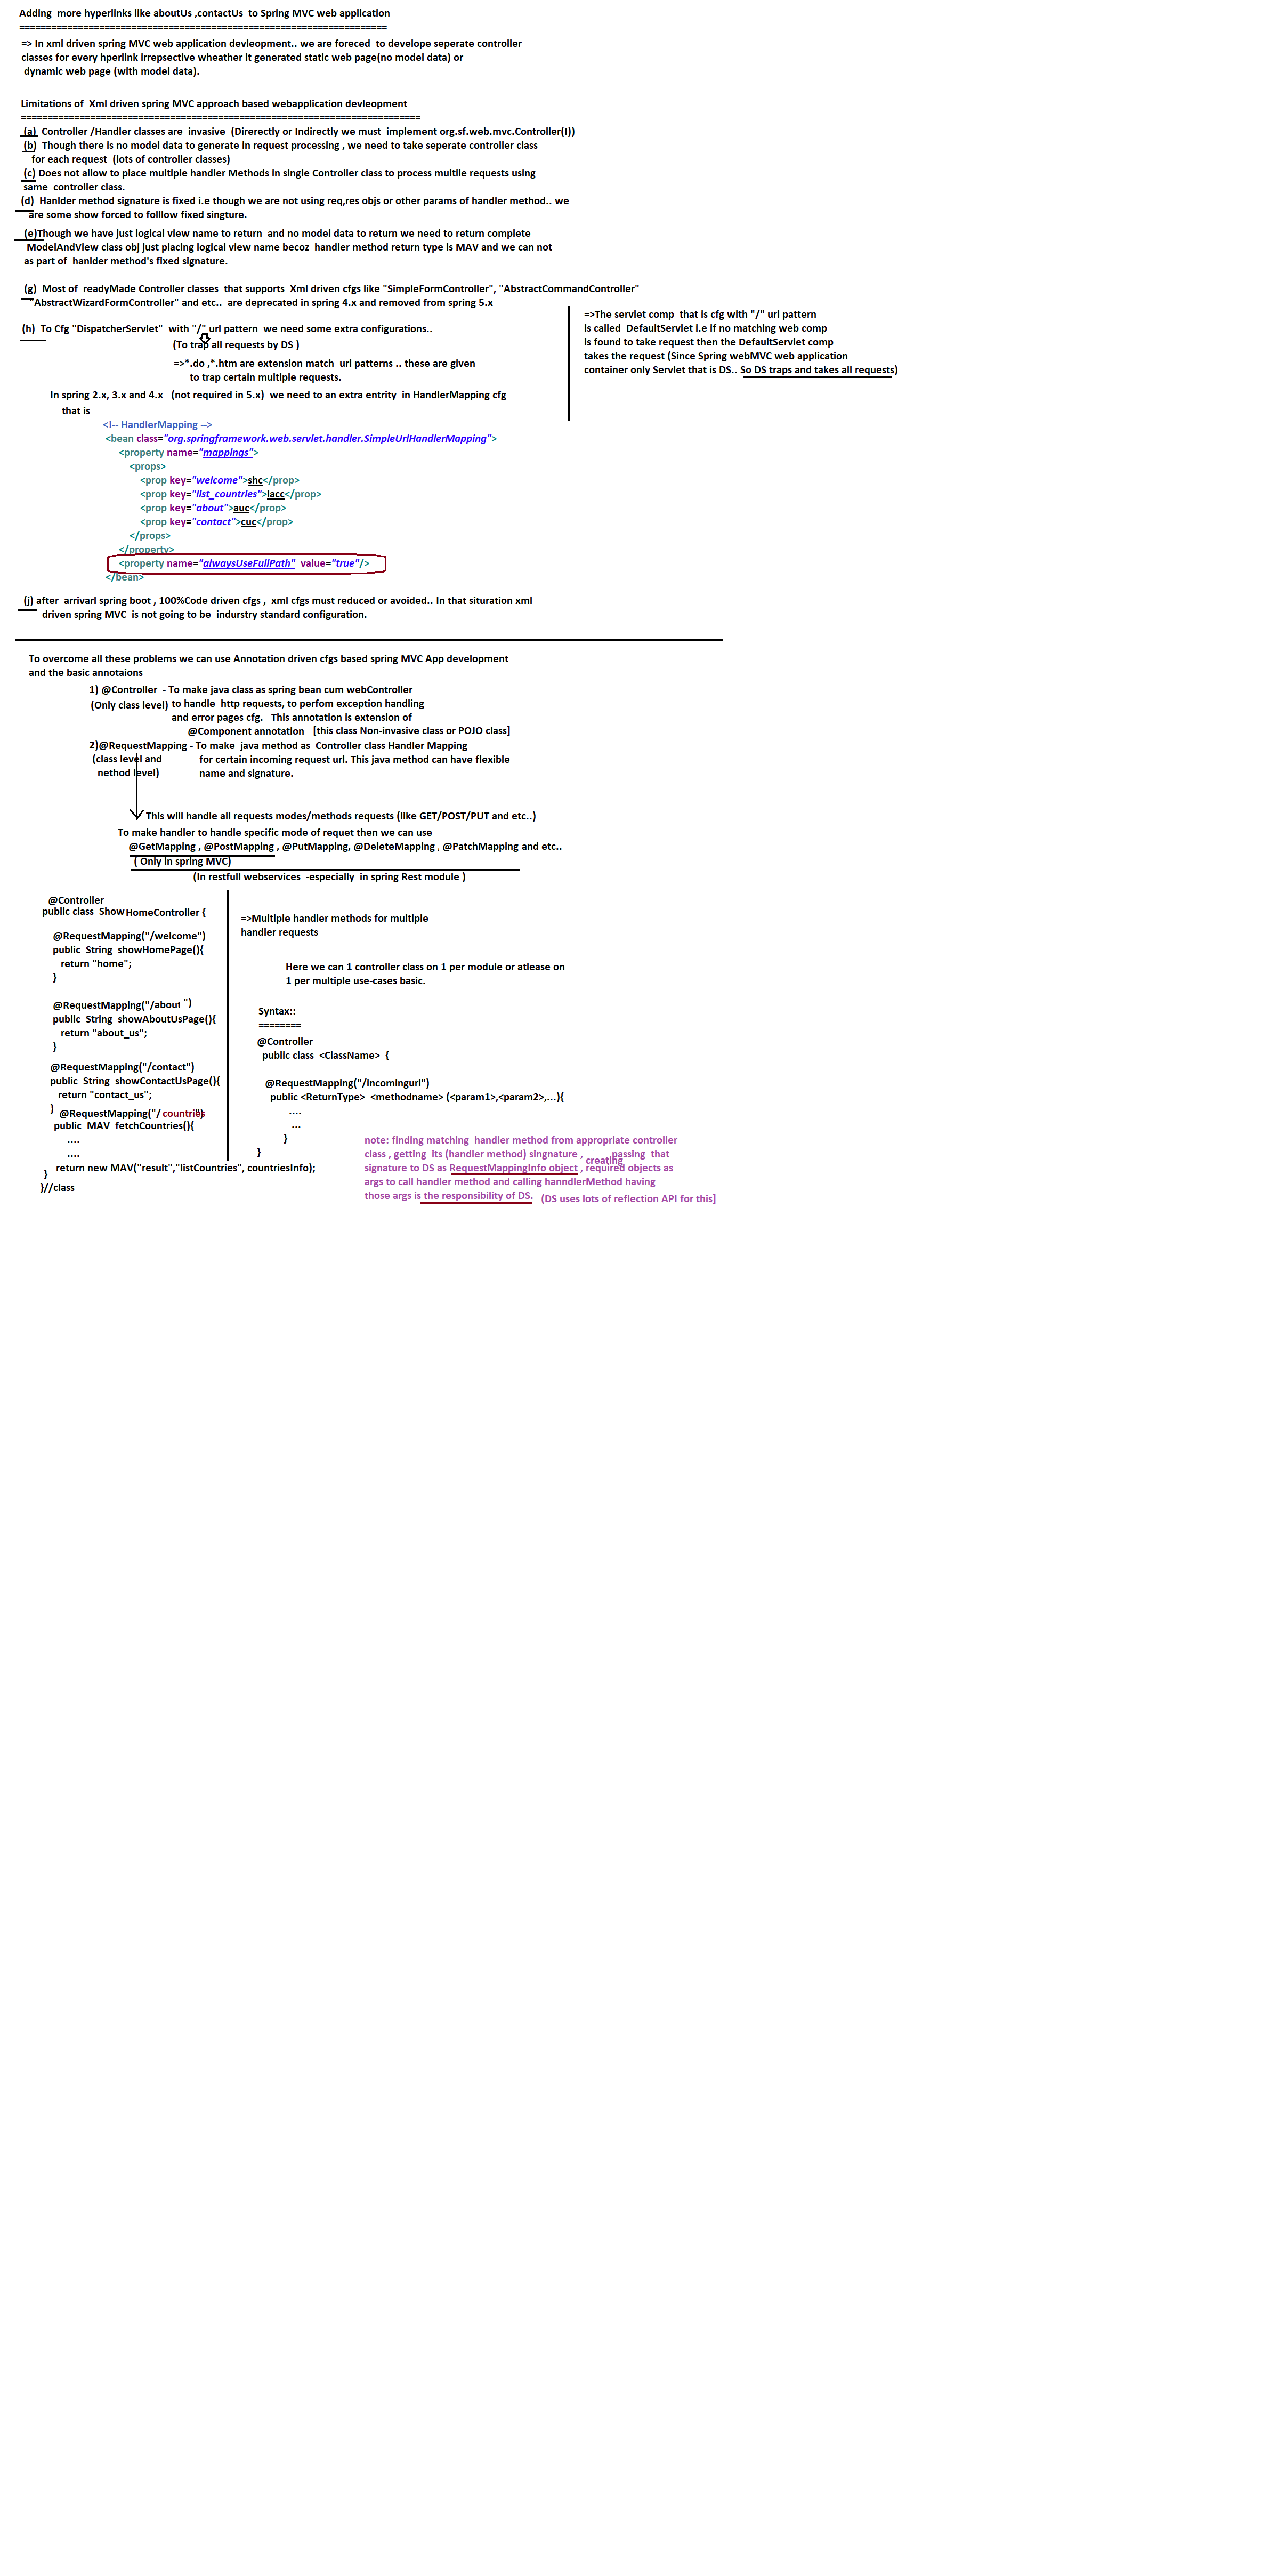 Adding  more hyperlinks like aboutUs ,contactUs  to Spring MVC web application
=====================================================================
=> In xml driven spring MVC web application devleopment.. we are foreced  to develope seperate controller
classes for every hperlink irrepsective wheather it generated static web page(no model data) or
dynamic web page (with model data).
Limitations of  Xml driven spring MVC approach based webapplication devleopment
===========================================================================
(a)  Controller /Handler classes are  invasive  (Direrectly or Indirectly we must  implement org.sf.web.mvc.Controller(I))
(b)  Though there is no model data to generate in request processing , we need to take seperate controller class
for each request  (lots of controller classes)
(c) Does not allow to place multiple handler Methods in single Controller class to process multile requests using
same  controller class.
(d)  Hanlder method signature is fixed i.e though we are not using req,res objs or other params of handler method.. we
are some show forced to folllow fixed singture.
(e)Though we have just logical view name to return  and no model data to return we need to return complete
ModelAndView class obj just placing logical view name becoz  handler method return type is MAV and we can not
as part of  hanlder method's fixed signature.
(g)  Most of  readyMade Controller classes  that supports  Xml driven cfgs like "SimpleFormController", "AbstractCommandController"
"AbstractWizardFormController" and etc..  are deprecated in spring 4.x and removed from spring 5.x
(h)  To Cfg "DispatcherServlet"  with "/" url pattern  we need some extra configurations..
(To trap all requests by DS )
=>*.do ,*.htm are extension match  url patterns .. these are given
to trap certain multiple requests.
=>The servlet comp  that is cfg with "/" url pattern
is called  DefaultServlet i.e if no matching web comp
is found to take request then the DefaultServlet comp
takes the request (Since Spring webMVC web application
container only Servlet that is DS.. So DS traps and takes all requests)
In spring 2.x, 3.x and 4.x   (not required in 5.x)  we need to an extra entrity  in HandlerMapping cfg
that is
<!-- HandlerMapping -->
<bean class="org.springframework.web.servlet.handler.SimpleUrlHandlerMapping">
<property name="mappings">
<props>
<prop key="welcome">shc</prop>
<prop key="list_countries">lacc</prop>
<prop key="about">auc</prop>
<prop key="contact">cuc</prop>
</props>
</property>
<property name="alwaysUseFullPath"  value="true"/>
</bean>
(j) after  arrivarl spring boot , 100%Code driven cfgs ,  xml cfgs must reduced or avoided.. In that situration xml
driven spring MVC  is not going to be  indurstry standard configuration.
To overcome all these problems we can use Annotation driven cfgs based spring MVC App development
and the basic annotaions
1) @Controller  - To make java class as spring bean cum webController
(Only class level) to handle  http requests, to perfom exception handling
and error pages cfg.   This annotation is extension of
@Component annotation   [this class Non-invasive class or POJO class]
2)@RequestMapping - To make  java method as  Controller class Handler Mapping
(class level and   for certain incoming request url. This java method can have flexible
nethod level)   name and signature.
This will handle all requests modes/methods requests (like GET/POST/PUT and etc..)
To make handler to handle specific mode of requet then we can use
@GetMapping , @PostMapping , @PutMapping, @DeleteMapping , @PatchMapping and etc..
( Only in spring MVC)
(In restfull webservices  -especially  in spring Rest module )
@Controller
public class  ShowHomeController {
@RequestMapping("/welcome")
public  String  showHomePage(){
return "home";
}
@RequestMapping("/about ")
public  String  showAboutUsPage(){
return "about_us";
}
@RequestMapping("/contact")
public  String  showContactUsPage(){
return "contact_us";
}
@RequestMapping("/ countries")
public  MAV  fetchCountries(){
....
....
return new MAV("result","listCountries", countriesInfo);
}
}//class
=>Multiple handler methods for multiple
handler requests
Here we can 1 controller class on 1 per module or atlease on
1 per multiple use-cases basic.
Syntax::
========
@Controller
public class  <ClassName>  {
@RequestMapping("/incomingurl")
public <ReturnType>  <methodname> (<param1>,<param2>,...){
....
...
}
}
note: finding matching  handler method from appropriate controller
class , getting  its (handler method) singnature ,   passing  that
creating
signature to DS as RequestMappingInfo object , required objects as
args to call handler method and calling hanndlerMethod having
those args is the responsibility of DS.   (DS uses lots of reflection API for this]